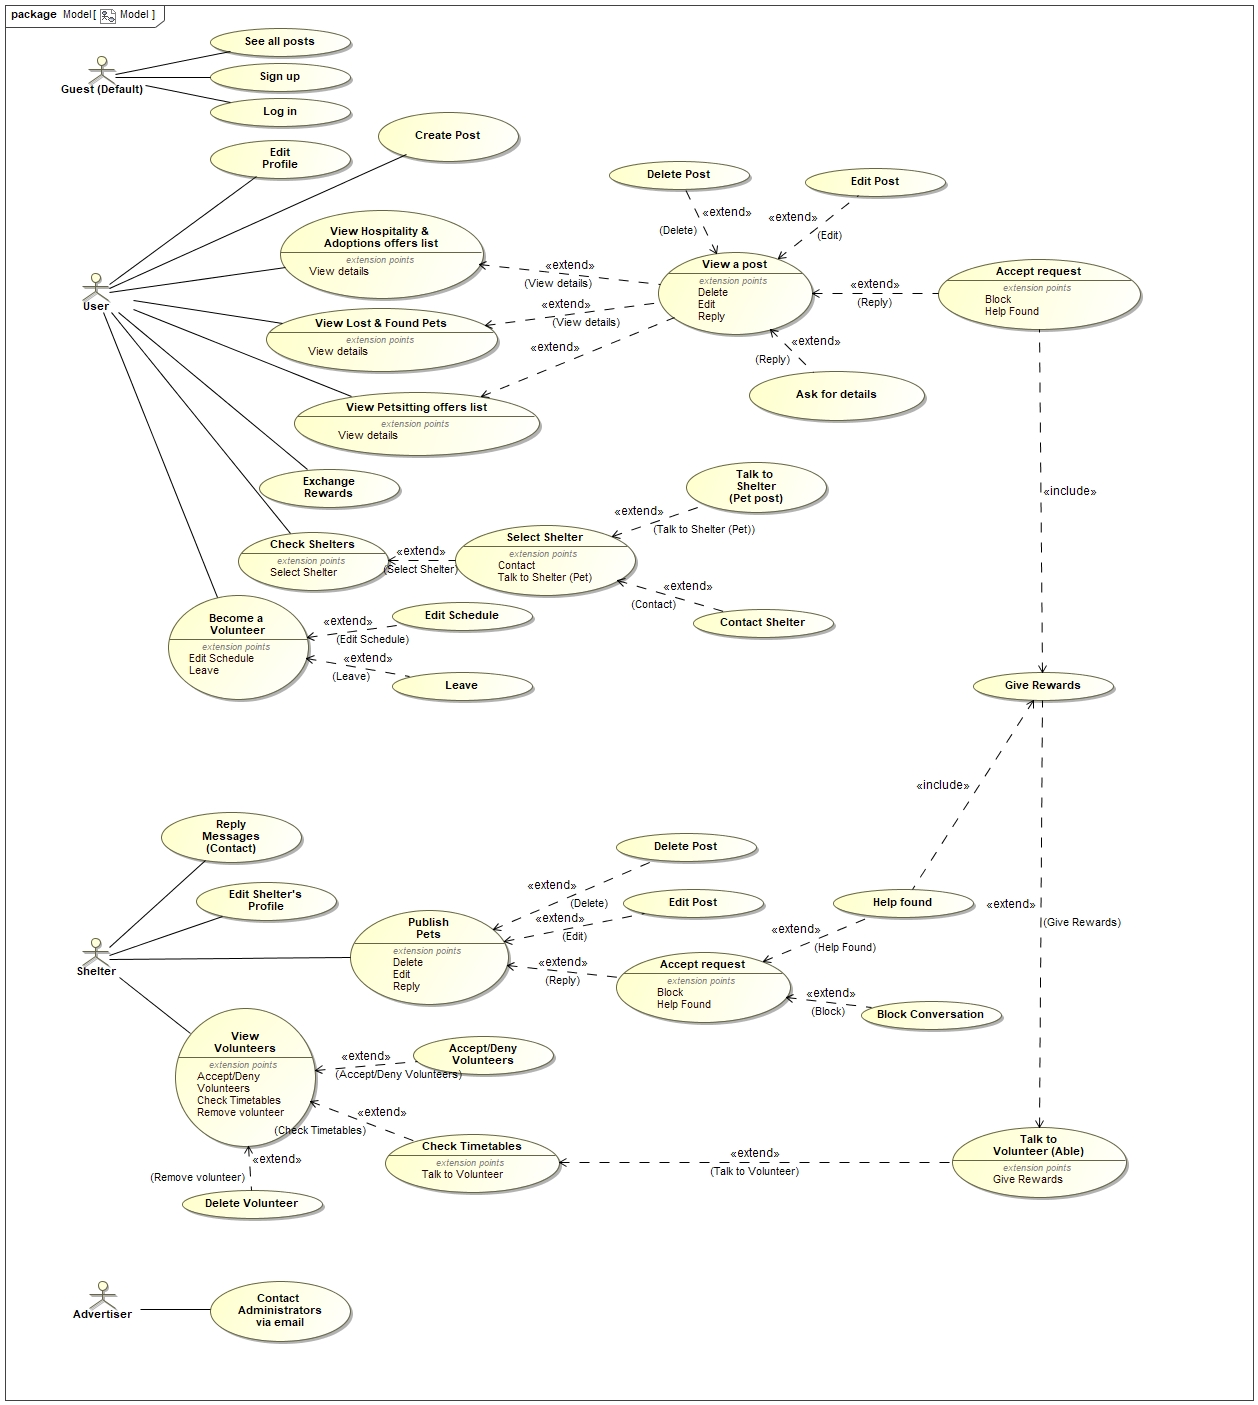 package Model[ Model ]
See all posts
Guest (Default)
Sign up
Log in
Create Post
Edit
Profile
Delete Post
Edit Post
«extend»
(Delete)
«extend»
(Edit)
View Hospitality &
Adoptions offers list
extension points
View details
«extend»
(View details)
View a post
extension points
Delete
Edit
Reply
«extend»
(Reply)
Accept request
extension points
Block
Help Found
User
View Lost & Found Pets
extension points
View details
«extend»
(View details)
«extend»
«extend»
(Reply)
Ask for details
View Petsitting offers list
extension points
View details
Exchange
Rewards
Talk to
Shelter
(Pet post)
«include»
«extend»
(Talk to Shelter (Pet))
Check Shelters
extension points
Select Shelter
«extend»
(Select Shelter)
Select Shelter
extension points
Contact
Talk to Shelter (Pet)
«extend»
(Contact)
Contact Shelter
Become a
Volunteer
extension points
Edit Schedule
Leave
«extend»
(Edit Schedule)
Edit Schedule
«extend»
(Leave)
Leave
Give Rewards
«include»
Reply
Messages
(Contact)
Delete Post
«extend»
(Delete)
Edit Shelter's
Profile
Edit Post
«extend»
(Edit)
Help found
«extend»
(Give Rewards)
Publish
Pets
extension points
Delete
Edit
Reply
«extend»
(Help Found)
Shelter
«extend»
(Reply)
Accept request
extension points
Block
Help Found
«extend»
(Block)
Block Conversation
View
Volunteers
extension points
Accept/Deny
Volunteers
Check Timetables
Remove volunteer
«extend»
(Accept/Deny Volunteers)
Accept/Deny
Volunteers
«extend»
(Check Timetables)
Check Timetables
extension points
Talk to Volunteer
«extend»
(Talk to Volunteer)
Talk to
Volunteer (Able)
extension points
Give Rewards
«extend»
(Remove volunteer)
Delete Volunteer
Advertiser
Contact
Administrators
via email